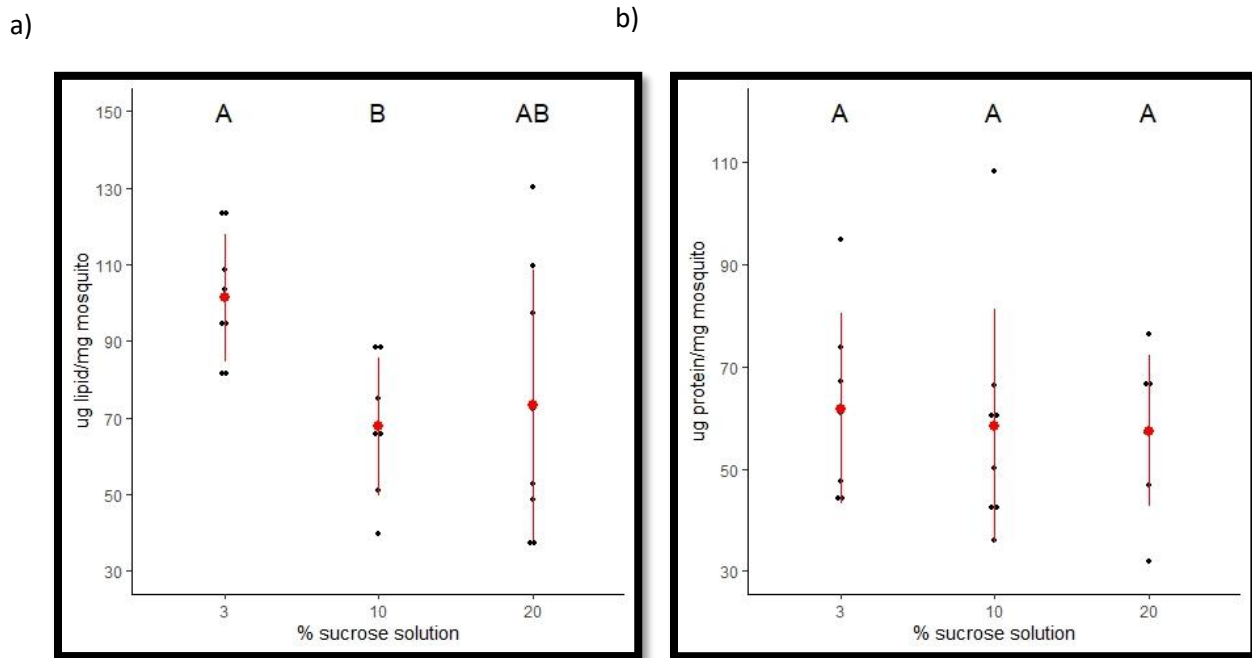 a)
b)
A B AB
150
130
110
90
70
50
30
ug lipid/mg mosquito
3 10 20
% sucrose solution
A A A
110
90
70
50
30
ug protein/mg mosquito
3 10 20
% sucrose solution